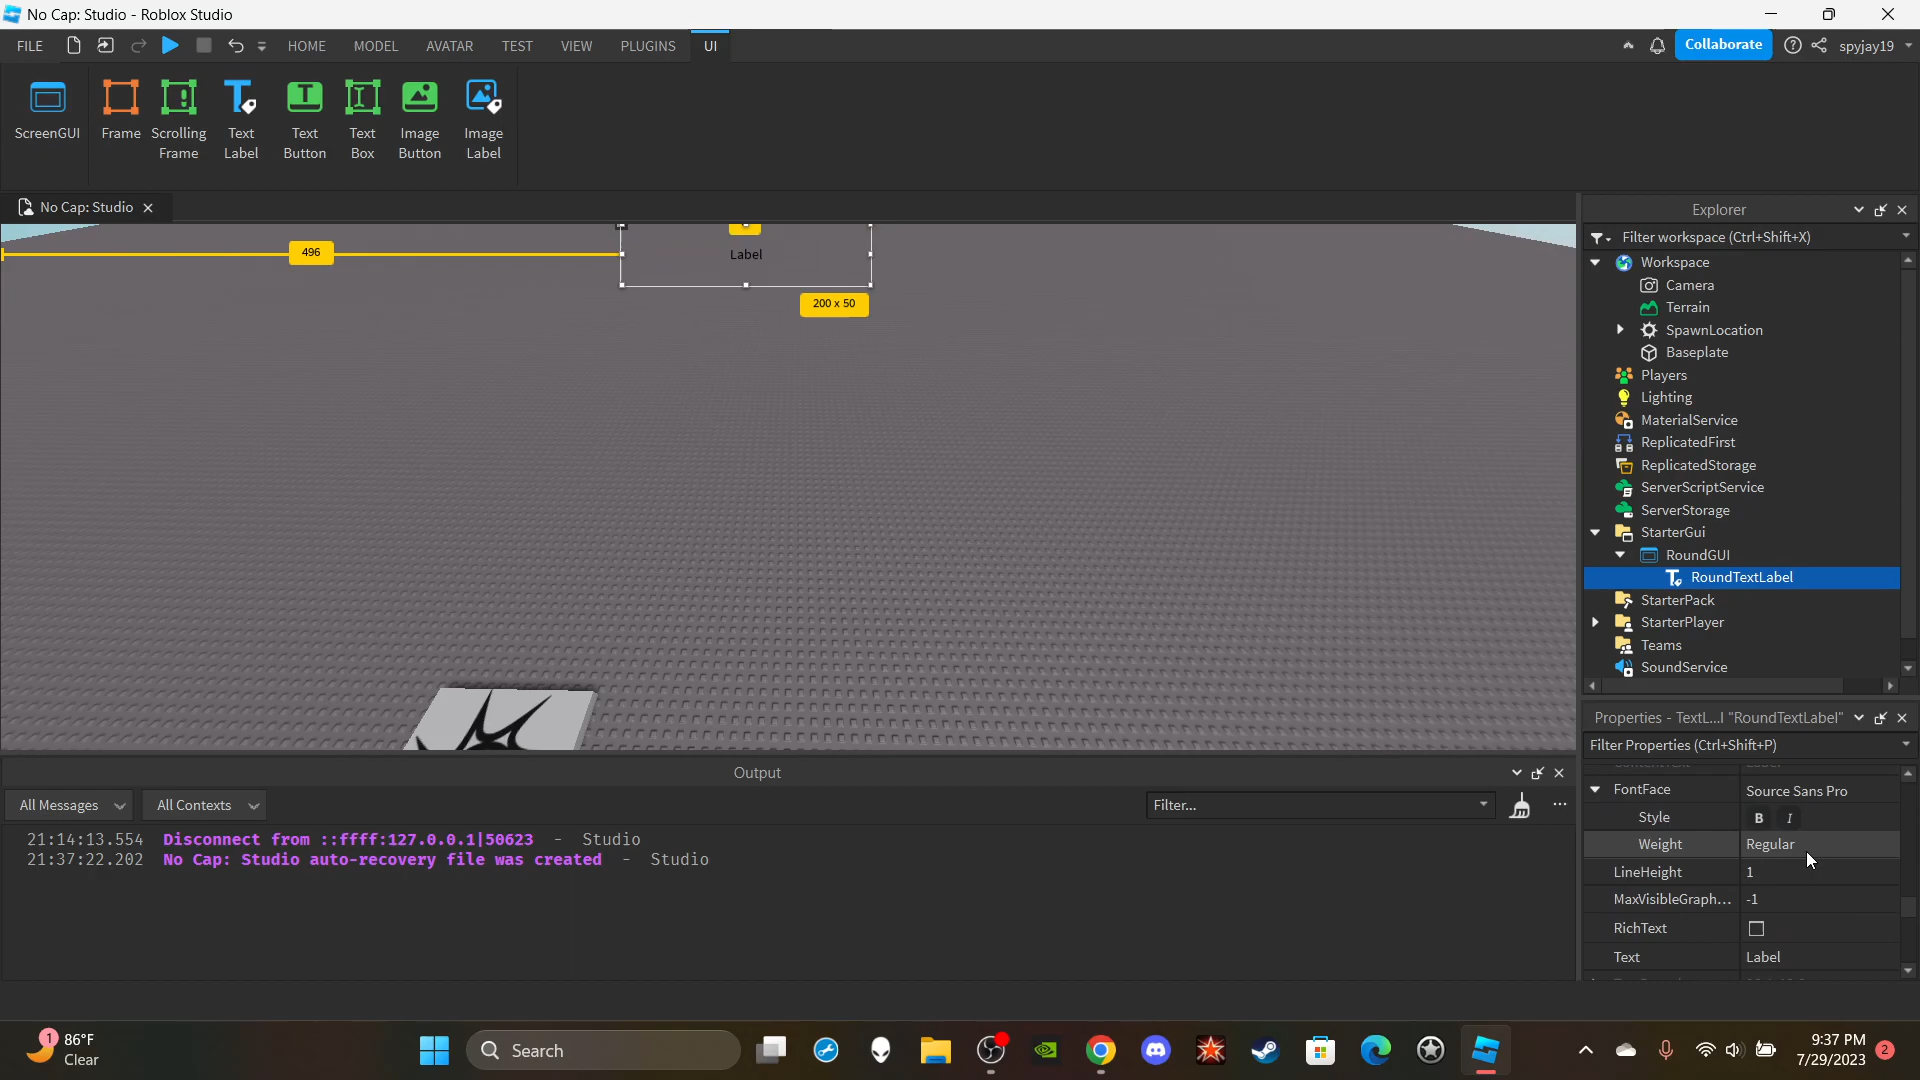 No Cap: Studio - Roblox Studio
FILE HOME MODEL AVATAR TEST VIEW PLUGINS UI Collaborate spyjay19
ScreenGUI
Frame
Scrolling
Frame
Text
Label
Text
Button
Text
Box
Image
Button
Image
Label
No Cap: Studio
496
Label
200 x 50
Explorer
Filter workspace (Ctrl+Shift+X)
Workspace
Camera
Terrain
SpawnLocation
Baseplate
Players
Lighting
MaterialService
ReplicatedFirst
ReplicatedStorage
ServerScriptService
ServerStorage
StarterGui
RoundGUI
RoundTextLabel
StarterPack
StarterPlayer
Teams
SoundService
Properties - TextL...l "RoundTextLabel"
Filter Properties (Ctrl+Shift+P)
FontFace Source Sans Pro
Style B I
Weight Regular
LineHeight 1
MaxVisibleGraph... -1
RichText
Text Label
Output
All Messages All Contexts Filter...
21:14:13.554 Disconnect from ::ffff:127.0.0.1|50623 - Studio
21:37:22.202 No Cap: Studio auto-recovery file was created - Studio
1
86°F
Clear
Search
9:37 PM
7/29/2023
2